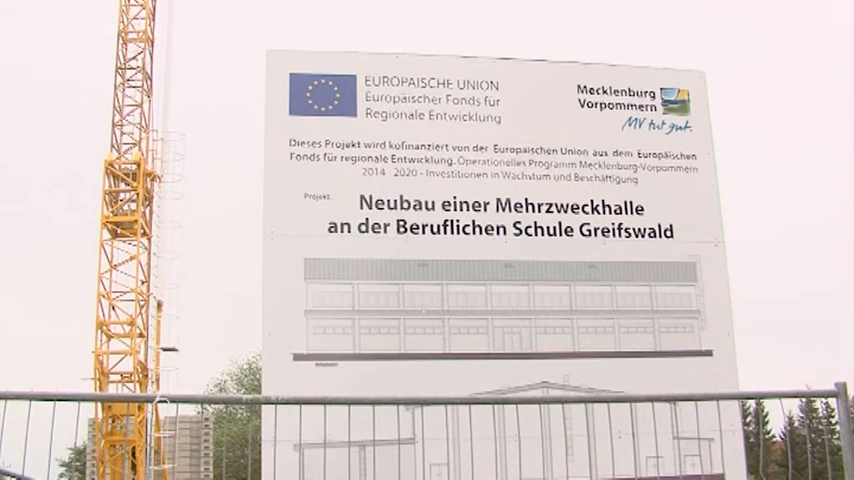 EUROPÄISCHE UNION
Europäischer Fonds für
Regionale Entwicklung
Mecklenburg
Vorpommern
MV tut gut.
Dieses Projekt wird kofinanziert von der Europäischen Union aus dem Europäischen
Fonds für regionale Entwicklung. Operationelles Programm Mecklenburg-Vorpommern
2014 2020 - Investitionen in Wachstum und Beschäftigung
Projekt:
Neubau einer Mehrzweckhalle
an der Beruflichen Schule Greifswald